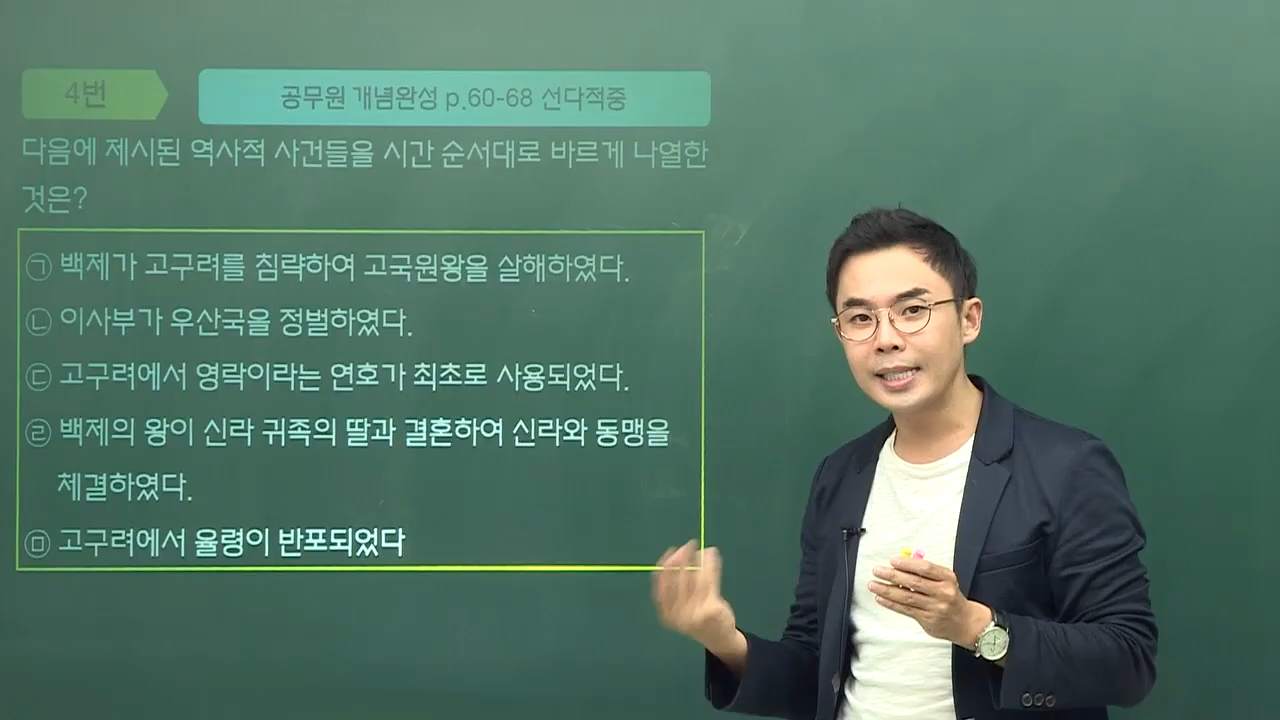 4번
공무원 개념완성 p.60-68 선다적중
다음에 제시된 역사적 사건들을 시간 순서대로 바르게 나열한
것은?
㉠ 백제가 고구려를 침략하여 고국원왕을 살해하였다.
㉡ 이사부가 우산국을 정벌하였다.
㉢ 고구려에서 영락이라는 연호가 최초로 사용되었다.
㉣ 백제의 왕이 신라 귀족의 딸과 결혼하여 신라와 동맹을
체결하였다.
㉤ 고구려에서 율령이 반포되었다